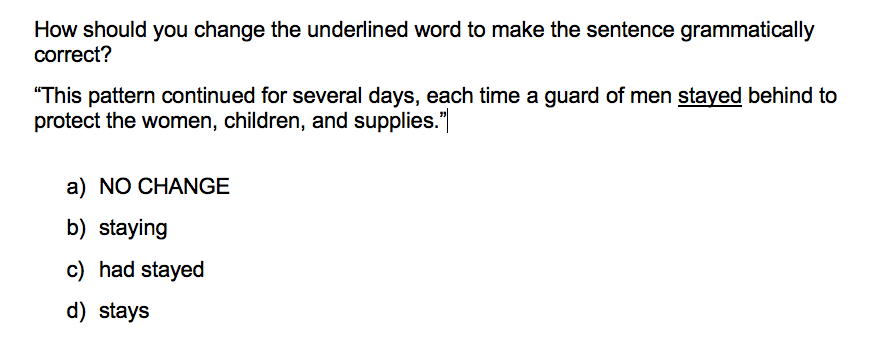 How should you change the underlined word to make the sentence grammatically
correct?
“This pattern continued for several days, each time a guard of men stayed behind to
protect the women, children, and supplies.”
a) NO CHANGE
b) staying
c) had stayed
d) stays